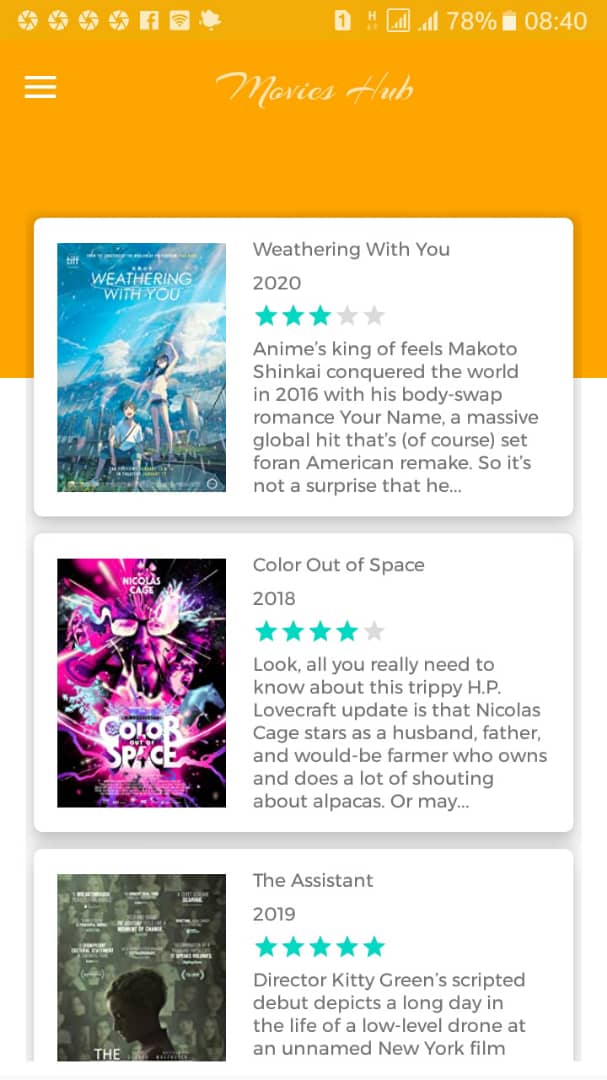 78% 08:40
Movies Hub
tiff
WEATHERING
WITH YOU
Weathering With You
2020
Anime's king of feels Makoto
Shinkai conquered the world
in 2016 with his body-swap
romance Your Name, a massive
global hit that's (of course) set
foran American remake. So it's
not a surprise that he...
NICOLAS
CAGE
COLOR
OUT OF
SPACE
Color Out of Space
2018
Look, all you really need to
know about this trippy H.P.
Lovecraft update is that Nicolas
Cage stars as a husband, father,
and would-be farmer who owns
and does a lot of shouting
about alpacas. Or may...
THE
The Assistant
2019
Director Kitty Green's scripted
debut depicts a long day in
the life of a low-level drone at
an unnamed New York film